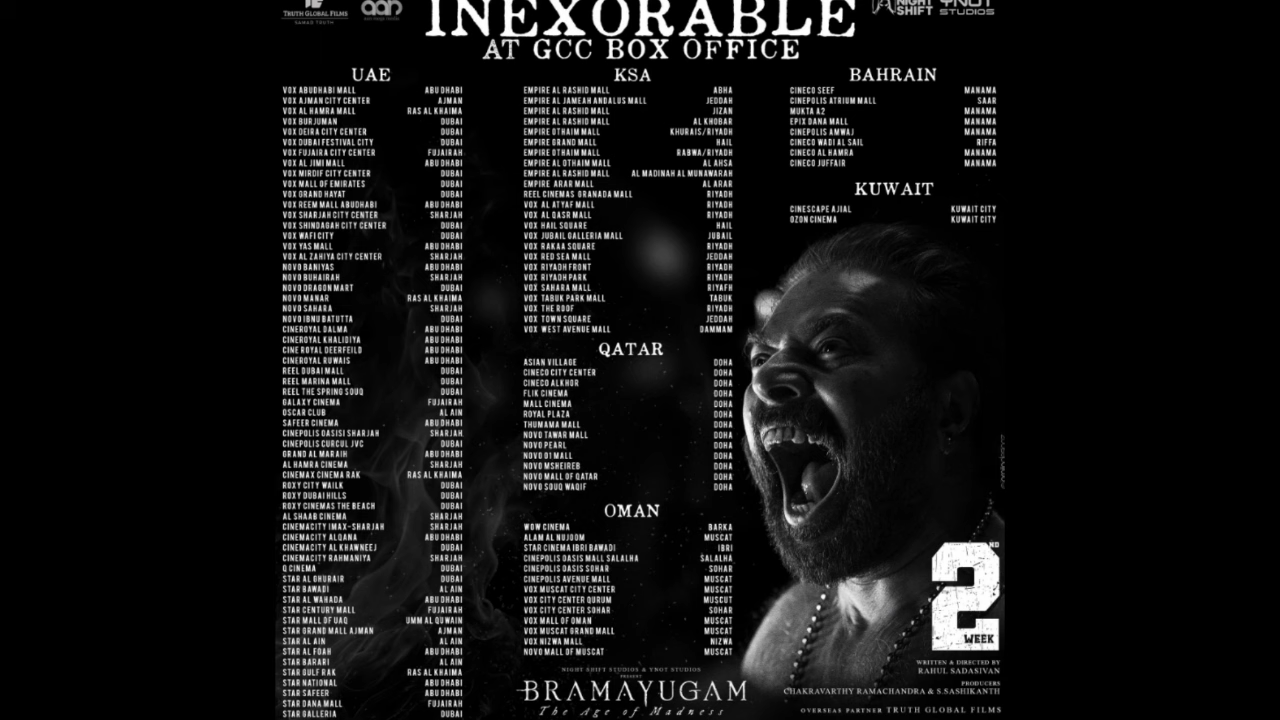 TRUTH GLOBAL FILMS
SAMAD TRUTH
aan
INEXORABLE
NIGHT SHIFT
YNOT STUDIOS
AT GCC BOX OFFICE
UAE
VOX ABUDHABI MALL ABU DHABI
VOX AJMAN CITY CENTER AJMAN
VOX AL HAMRA MALL RAS AL KHAIMA
VOX BURJUMAN DUBAI
VOX DEIRA CITY CENTER DUBAI
VOX DUBAI FESTIVAL CITY DUBAI
VOX FUJAIRA CITY CENTER FUJAIRAH
VOX AL JIMI MALL ABU DHABI
VOX MIRDIF CITY CENTER DUBAI
VOX MALL OF EMIRATES DUBAI
VOX GRAND HAYAT DUBAI
VOX REEM MALL ABUDHABI ABU DHABI
VOX SHARJAH CITY CENTER SHARJAH
VOX SHINDAGAH CITY CENTER DUBAI
VOX WAFI CITY DUBAI
VOX YAS MALL ABU DHABI
VOX AL ZAHIYA CITY CENTER SHARJAH
NOVO BANIYAS ABU DHABI
NOVO BUHAIRAH SHARJAH
NOVO DRAGON MART DUBAI
NOVO MANAR RAS AL KHAIMA
NOVO SAHARA SHARJAH
NOVO IBNU BATUTTA DUBAI
CINEROYAL DALMA ABU DHABI
CINEROYAL KHALIDIYA ABU DHABI
CINE ROYAL DEERFEILD ABU DHABI
CINEROYAL RUWAIS ABU DHABI
REEL DUBAI MALL DUBAI
REEL MARINA MALL DUBAI
REEL THE SPRING SOUQ DUBAI
GALAXY CINEMA FUJAIRAH
OSCAR CLUB AL AIN
SAFEER CINEMA ABU DHABI
CINEPOLIS OASISI SHARJAH SHARJAH
CINEPOLIS CURCUL JVC DUBAI
GRAND AL MARAIH ABU DHABI
AL HAMRA CINEMA SHARJAH
CINEMAX CINEMA RAK RAS AL KHAIMA
ROXY CITY WAILK DUBAI
ROXY DUBAI HILLS DUBAI
ROXY CINEMAS THE BEACH DUBAI
AL SHAAB CINEMA SHARJAH
CINEMACITY IMAX-SHARJAH SHARJAH
CINEMACITY ALQANA ABU DHABI
CINEMACITY AL KHAWNEEJ DUBAI
CINEMACITY RAHMANIYA SHARJAH
Q CINEMA DUBAI
STAR AL GHURAIR DUBAI
STAR BAWADI AL AIN
STAR AL WAHADA ABU DHABI
STAR CENTURY MALL FUJAIRAH
STAR MALL OF UAQ UMM AL QUWAIN
STAR GRAND MALL AJMAN AJMAN
STAR AL AIN AL AIN
STAR AL FOAH ABU DHABI
STAR BARARI AL AIN
STAR GULF RAK RAS AL KHAIMA
STAR NATIONAL ABU DHABI
STAR SAFEER ABU DHABI
STAR DANA MALL FUJAIRAH
STAR GALLERIA DUBAI
KSA
EMPIRE AL RASHID MALL ABHA
EMPIRE AL JAMEAH ANDALUS MALL JEDDAH
EMPIRE AL RASHID MALL JIZAN
EMPIRE AL RASHID MALL AL KHOBAR
EMPIRE OTHAIM MALL KHURAIS/RIYADH
EMPIRE GRAND MALL HAIL
EMPIRE OTHAIM MALL RABWA/RIYADH
EMPIRE AL OTHAIM MALL AL AHSA
EMPIRE AL RASHID MALL AL MADINAH AL MUNAWARAH
EMPIRE ARAR MALL AL ARAR
REEL CINEMAS GRANADA MALL RIYADH
VOX AL ATYAF MALL RIYADH
VOX AL QASR MALL RIYADH
VOX HAIL SQUARE HAIL
VOX JUBAIL GALLERIA MALL JUBAIL
VOX RAKAA SQUARE RIYADH
VOX RED SEA MALL JEDDAH
VOX RIYADH FRONT RIYADH
VOX RIYADH PARK RIYADH
VOX SAHARA MALL RIYAFH
VOX TABUK PARK MALL TABUK
VOX THE ROOF RIYADH
VOX TOWN SQUARE JEDDAH
VOX WEST AVENUE MALL DAMMAM
QATAR
ASIAN VILLAGE DOHA
CINECO CITY CENTER DOHA
CINECO ALKHOR DOHA
FLIK CINEMA DOHA
MALL CINEMA DOHA
ROYAL PLAZA DOHA
THUMAMA MALL DOHA
NOVO TAWAR MALL DOHA
NOVO PEARL DOHA
NOVO 01 MALL DOHA
NOVO MSHEIREB DOHA
NOVO MALL OF QATAR DOHA
NOVO SOUQ WAQIF DOHA
OMAN
WOW CINEMA BARKA
ALAM AL NUJOOM MUSCAT
STAR CINEMA IBRI BAWADI IBRI
CINEPOLIS OASIS MALL SALALHA SALALHA
CINEPOLIS OASIS SOHAR SOHAR
CINEPOLIS AVENUE MALL MUSCAT
VOX MUSCAT CITY CENTER MUSCAT
VOX CITY CENTER QURUM MUSCUT
VOX CITY CENTER SOHAR SOHAR
VOX MALL OF OMAN MUSCAT
VOX MUSCAT GRAND MALL MUSCAT
VOX NIZWA MALL NIZWA
NOVO MALL OF MUSCAT MUSCAT
BAHRAIN
CINECO SEEF MANAMA
CINEPOLIS ATRIUM MALL SAAR
MUKTA A2 MANAMA
EPIX DANA MALL MANAMA
CINEPOLIS AMWAJ MANAMA
CINECO WADI AL SAIL RIFFA
CINECO AL HAMRA MANAMA
CINECO JUFFAIR MANAMA
KUWAIT
CINESCAPE AJIAL KUWAIT CITY
OZON CINEMA KUWAIT CITY
2ND
WEEK
NIGHT SHIFT STUDIOS & YNOT STUDIOS
PRESENT
BRAMAYUGAM
The Age of Madness
WRITTEN & DIRECTED BY
RAHUL SADASIVAN
PRODUCERS
CHAKRAVARTHY RAMACHANDRA & S.SASHIKANTH
OVERSEAS PARTNER TRUTH GLOBAL FILMS